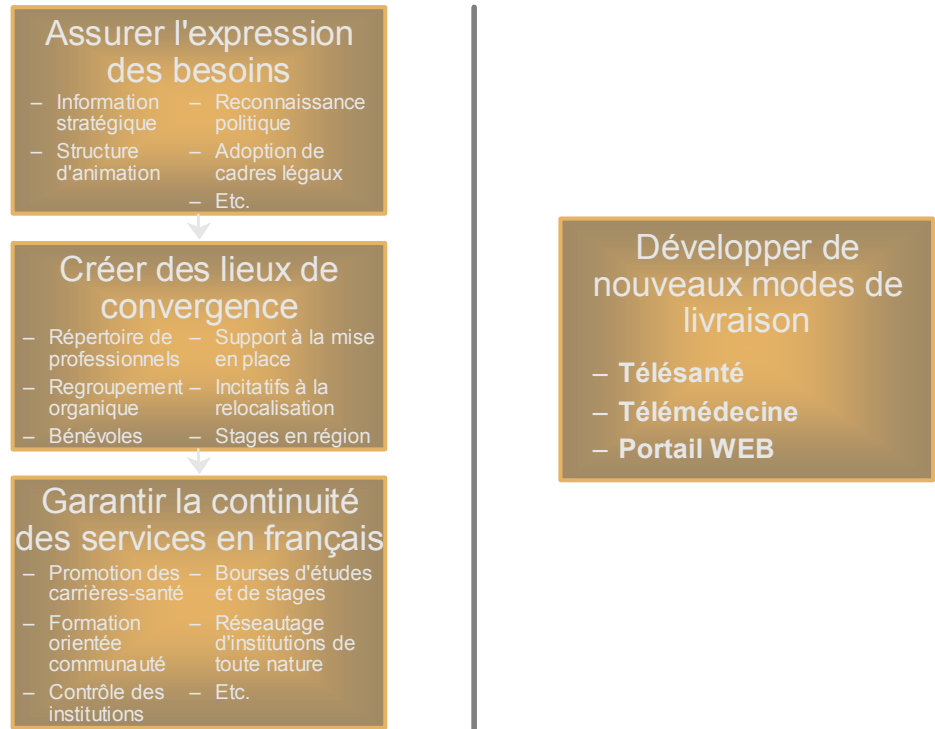 Assurer l'expression
des besoins
– Information
stratégique
– Structure
d'animation
– Reconnaissance
politique
– Adoption de
cadres légaux
– Etc.
Créer des lieux de
convergence
– Répertoire de
professionnels
– Regroupement
organique
– Bénévoles
– Support à la mise
en place
– Incitatifs à la
relocalisation
– Stages en région
Garantir la continuité
des services en français
– Promotion des
carrières-santé
– Formation
orientée
communauté
– Contrôle des
institutions
– Bourses d'études
et de stages
– Réseautage
d'institutions de
toute nature
– Etc.
Développer de
nouveaux modes de
livraison
– Télésanté
– Télémédecine
– Portail WEB